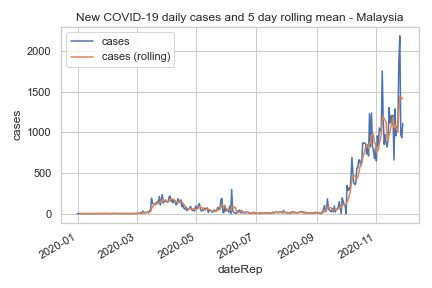 New COVID-19 daily cases and 5 day rolling mean - Malaysia
cases
cases (rolling)
2000
1500
1000
500
0
cases
2020-01
2020-03
2020-05
2020-07
2020-09
2020-11
dateRep